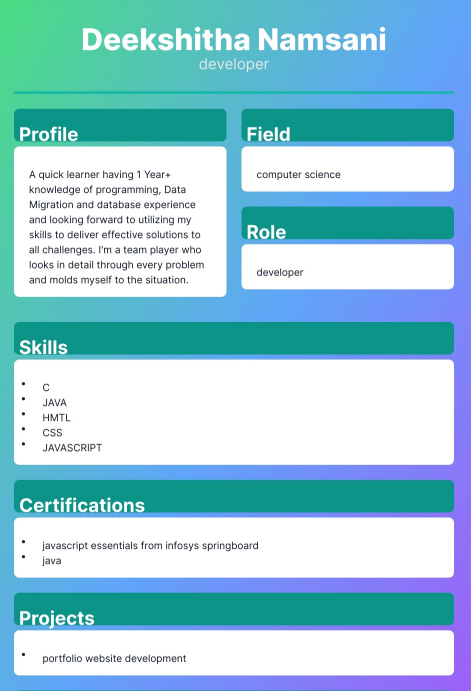 Deekshitha Namsani
developer
Profile
A quick learner having 1 Year+
knowledge of programming, Data
Migration and database experience
and looking forward to utilizing my
skills to deliver effective solutions to
all challenges. I'm a team player who
looks in detail through every problem
and molds myself to the situation.
Field
computer science
Role
developer
Skills
• C
• JAVA
• HMTL
• CSS
• JAVASCRIPT
Certifications
• javascript essentials from infosys springboard
• java
Projects
• portfolio website development